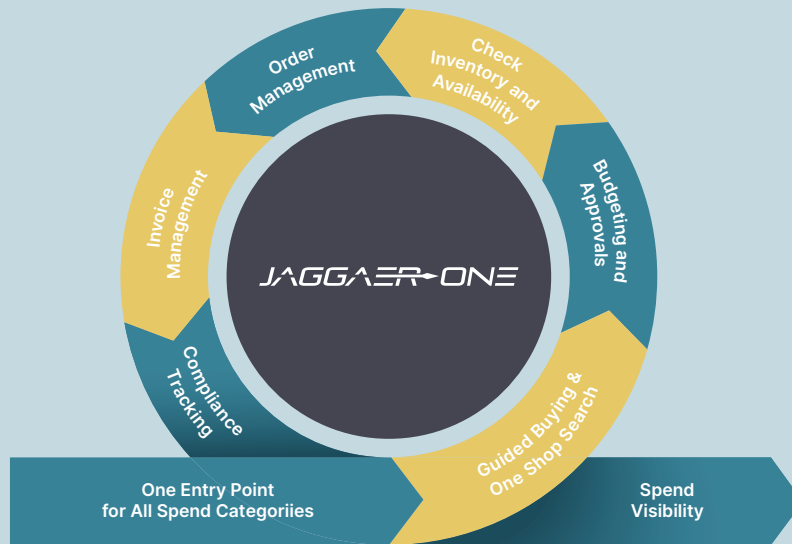 Order
Management
Check
Inventory and
Availability
Budgeting and
Approvals
Invoice
Management
JAGGAER ONE
Compliance
Tracking
Guided Buying &
One Shop Search
One Entry Point
for All Spend Categoriies
Spend
Visibility